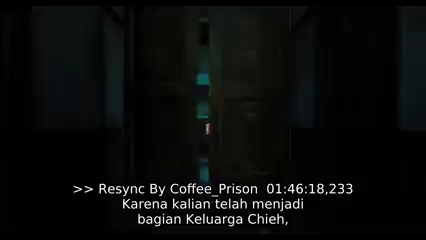 >> Resync By Coffee_Prison  01:46:18,233
Karena kalian telah menjadi
bagian Keluarga Chieh,